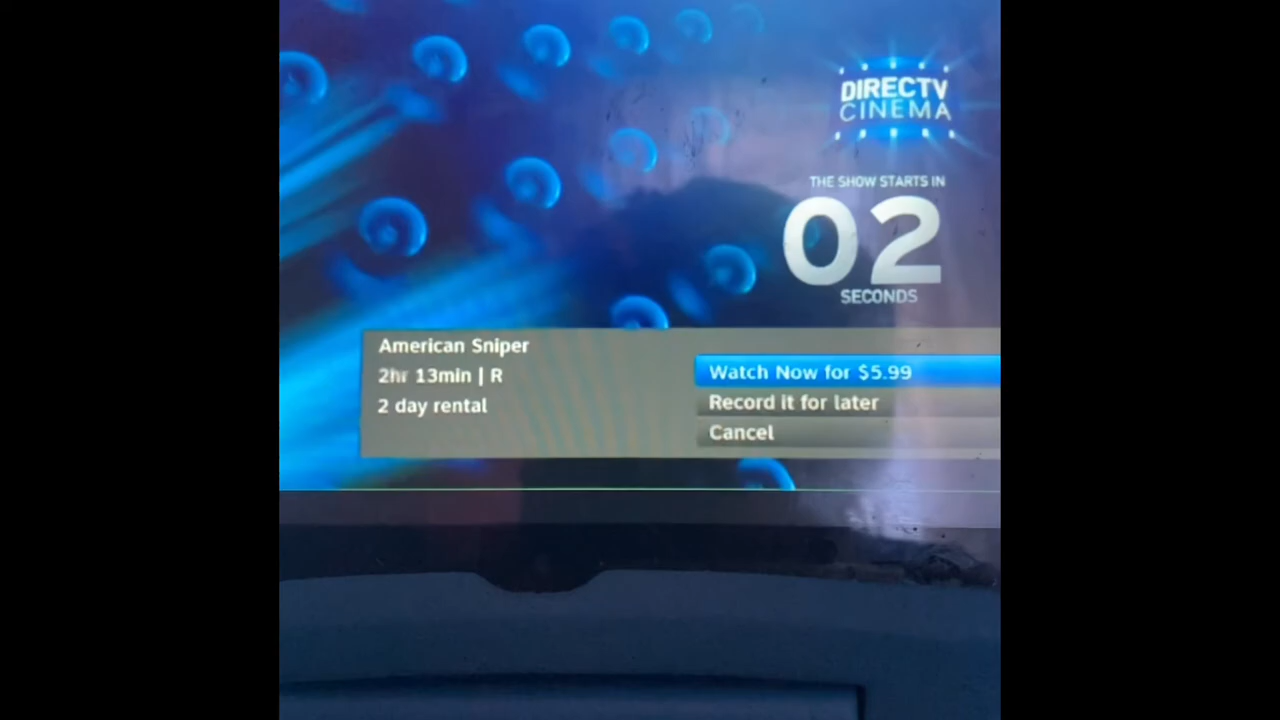 DIRECTV
CINEMA
THE SHOW STARTS IN
02
SECONDS
American Sniper
2hr 13min | R
2 day rental
Watch Now for $5.99
Record it for later
Cancel